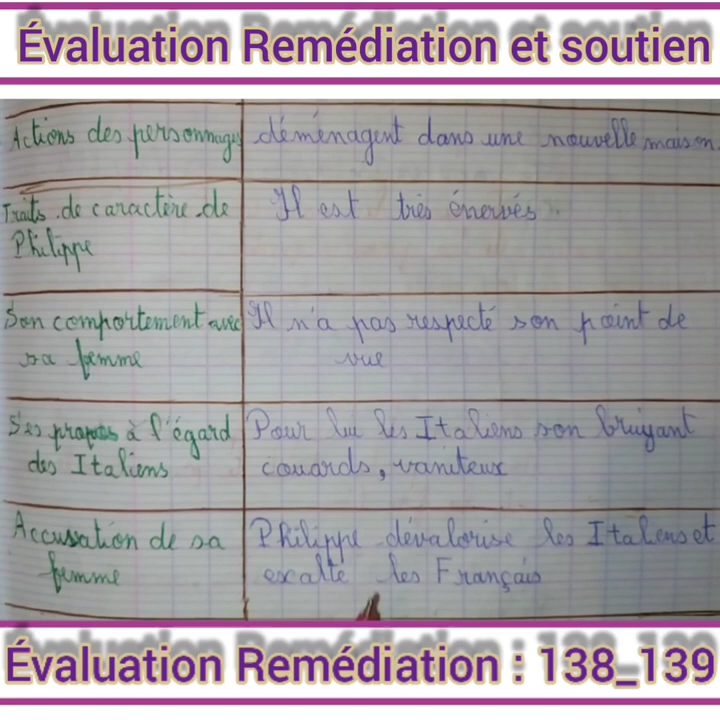 Évaluation Remédiation et soutien
Actions des personnages déménagent dans une nouvelle maison.
Traits de caractère de Il est très énervés.
Philippe
Son comportement avec Il n'a pas respecté son point de
sa femme vue
Ses propos à l'égard Pour lui les Italiens son bruyant
des Italiens couards, vaniteux
Accusation de sa Philippe dévalorise les Italiens et
femme exalte les Français
Évaluation Remédiation : 138_139